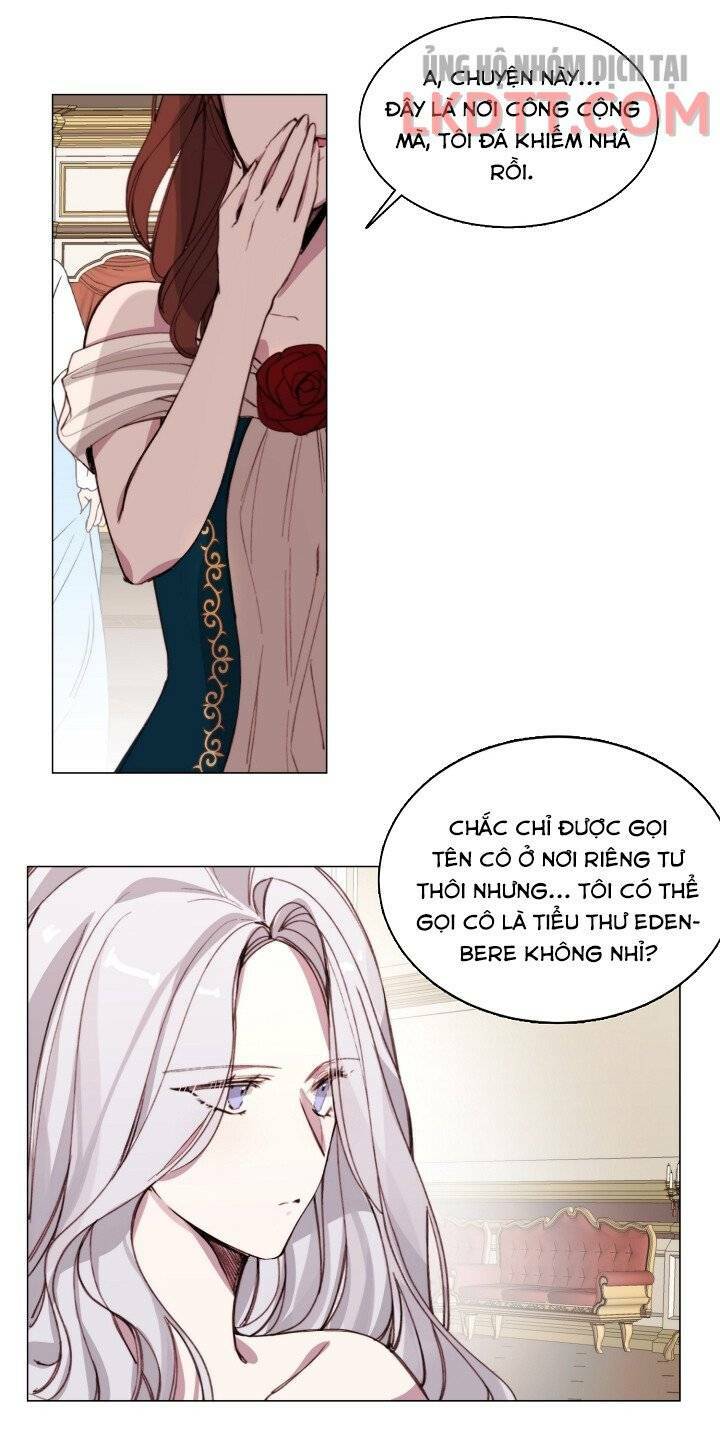 ỦNG HỘ NHÓM DỊCH TẠI
LKDTT.COM
A, CHUYỆN NÀY...
ĐÂY LÀ NƠI CÔNG CỘNG
MÀ, TÔI ĐÃ KHIẾM NHÃ
RỒI.
CHẮC CHỈ ĐƯỢC GỌI
TÊN CÔ Ở NƠI RIÊNG TƯ
THÔI NHƯNG... TÔI CÓ THỂ
GỌI CÔ LÀ TIỂU THƯ EDEN-
BERE KHÔNG NHỈ?